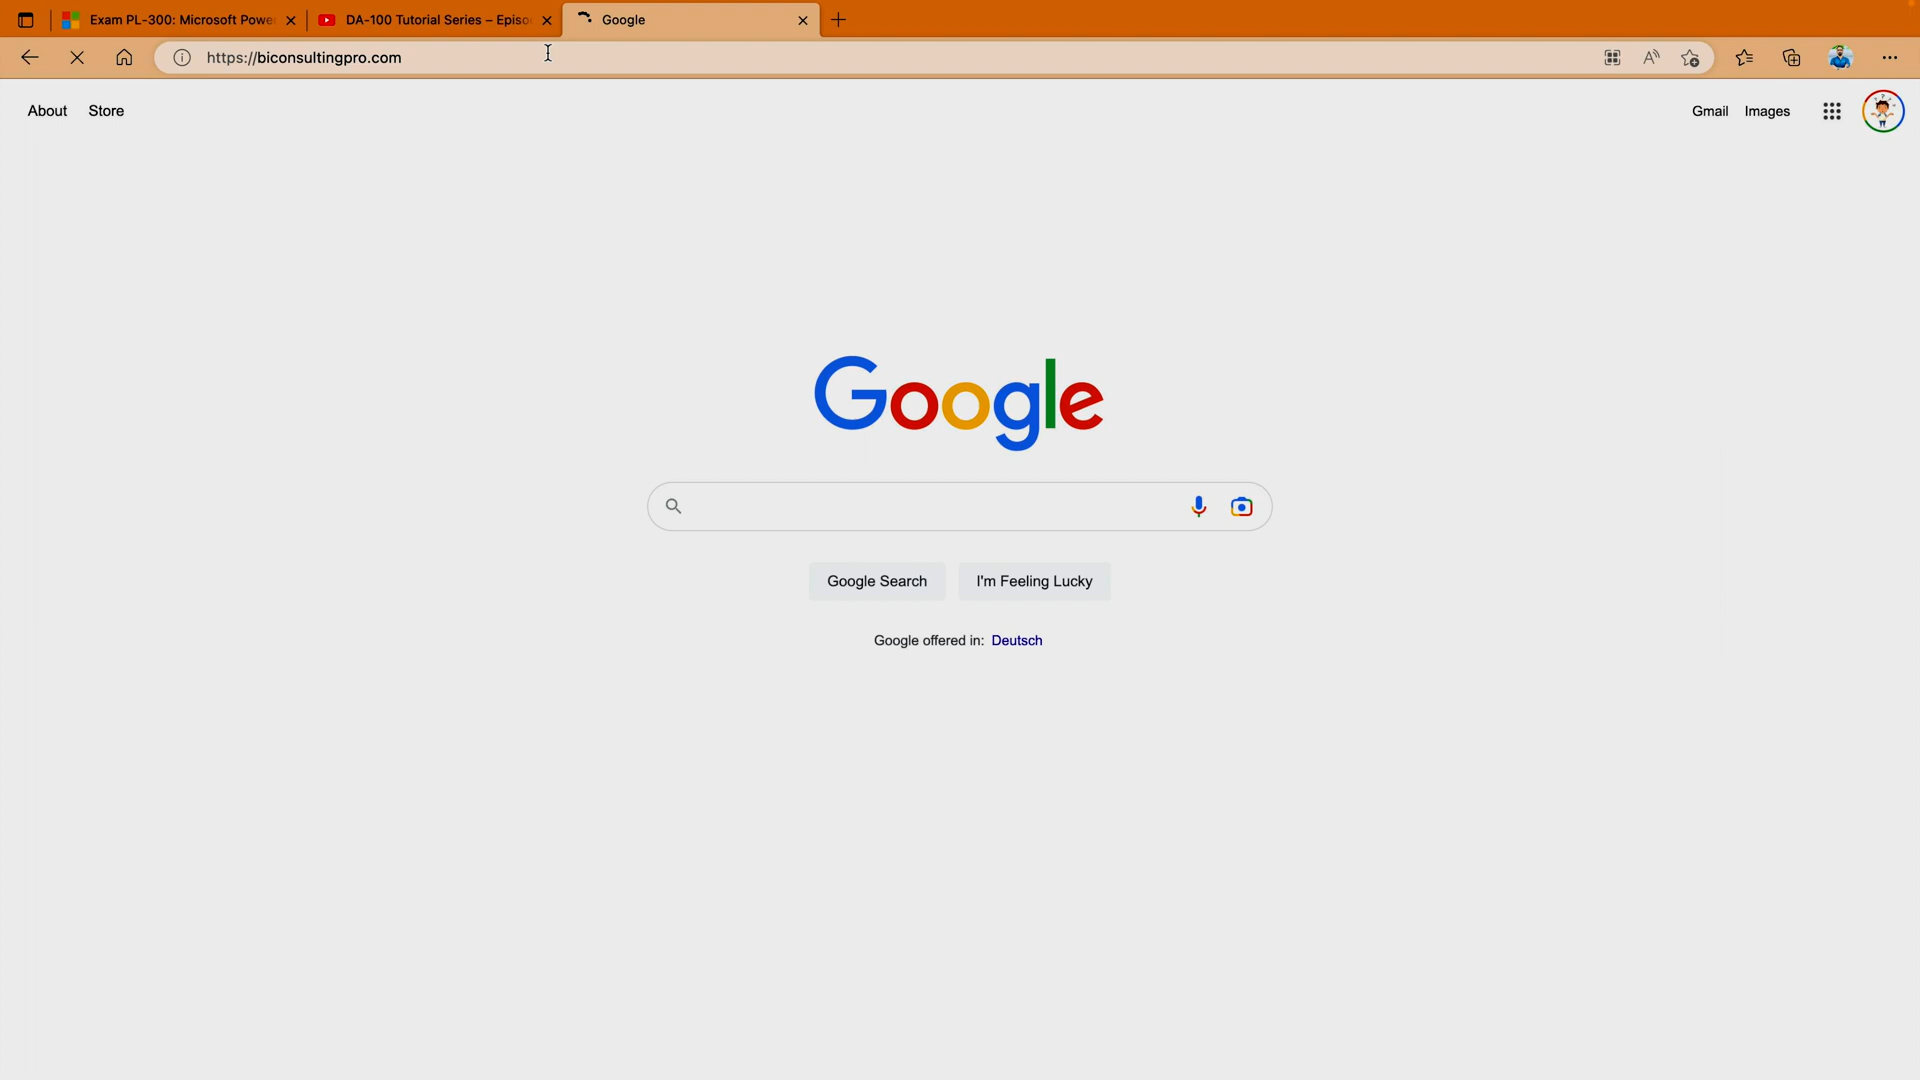 Exam PL-300: Microsoft Powe
DA-100 Tutorial Series – Episo
Google
https://biconsultingpro.com
About
Store
Gmail
Images
Google
Google Search
I'm Feeling Lucky
Google offered in: Deutsch